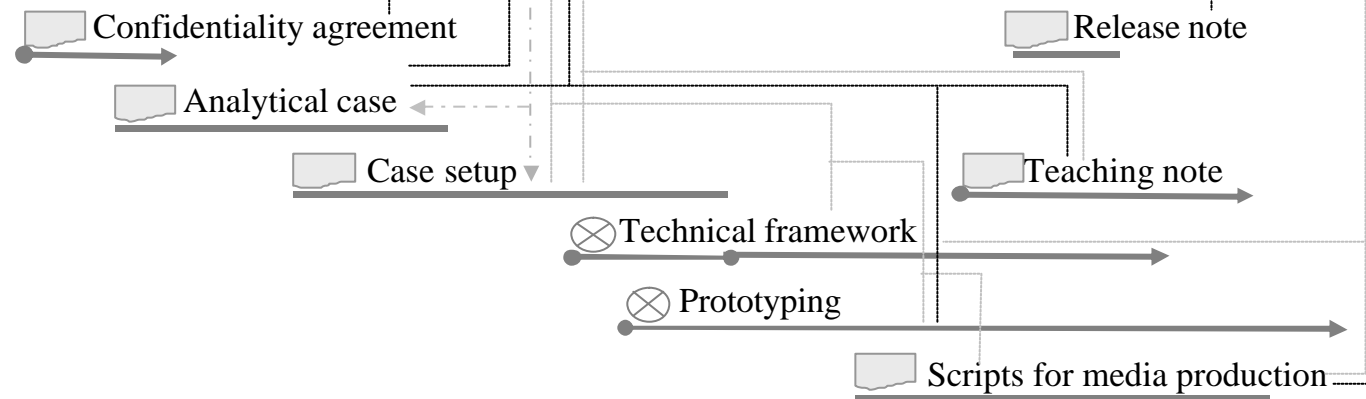 Confidentiality agreement
Release note
Analytical case
Case setup
Teaching note
Technical framework
Prototyping
Scripts for media production